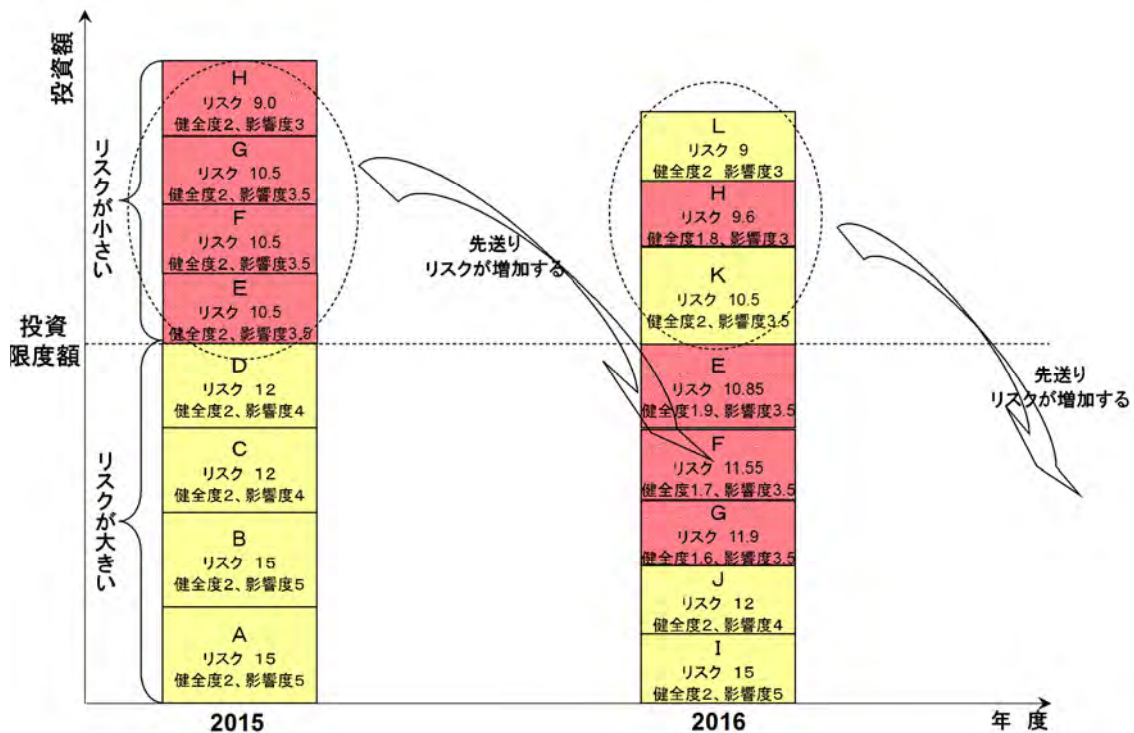 投資額
リスクが小さい
投資
限度額
リスクが大きい
H
リスク 9.0
健全度2、影響度3
G
リスク 10.5
健全度2、影響度3.5
F
リスク 10.5
健全度2、影響度3.5
E
リスク 10.5
健全度2、影響度3.5
D
リスク 12
健全度2、影響度4
C
リスク 12
健全度2、影響度4
B
リスク 15
健全度2、影響度5
A
リスク 15
健全度2、影響度5
2015
先送り
リスクが増加する
L
リスク 9
健全度2 影響度3
H
リスク 9.6
健全度1.8、影響度3
K
リスク 10.5
健全度2、影響度3.5
E
リスク 10.85
健全度1.9、影響度3.5
F
リスク 11.55
健全度1.7、影響度3.5
G
リスク 11.9
健全度1.6、影響度3.5
J
リスク 12
健全度2、影響度4
I
リスク 15
健全度2、影響度5
2016
先送り
リスクが増加する
年 度